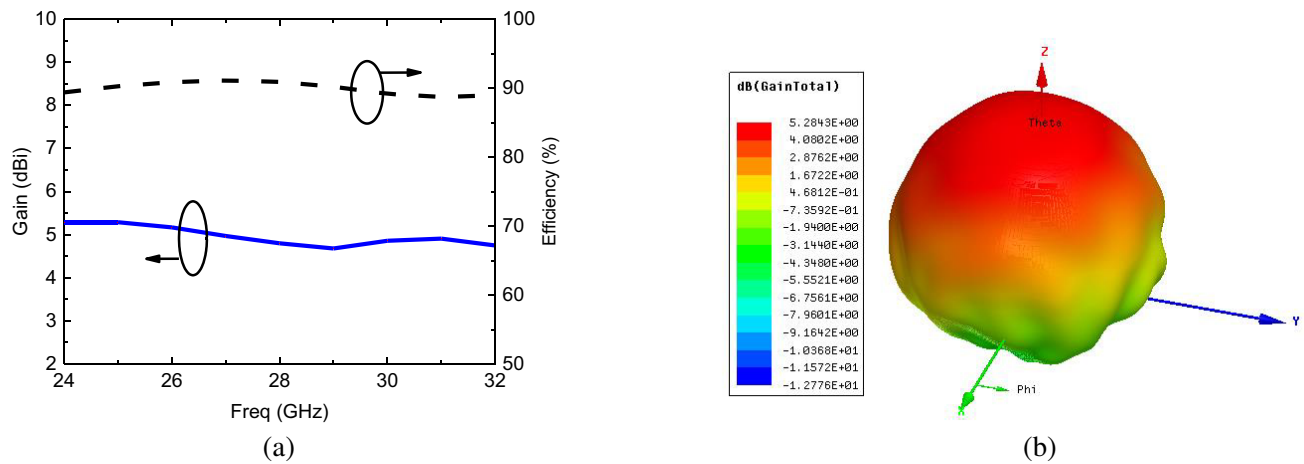 10
9
8
7
6
5
4
3
2
Gain (dBi)
100
90
80
70
60
50
Efficiency (%)
24
26
28
30
32
Freq (GHz)
(a)
dB(GainTotal)
5.2843E+00
4.0802E+00
2.8762E+00
1.6722E+00
4.6812E-01
-7.3592E-01
-1.9400E+00
-3.1440E+00
-4.3480E+00
-5.5521E+00
-6.7561E+00
-7.9601E+00
-9.1642E+00
-1.0368E+01
-1.1572E+01
-1.2776E+01
Z
Theta
Y
Phi
X
(b)